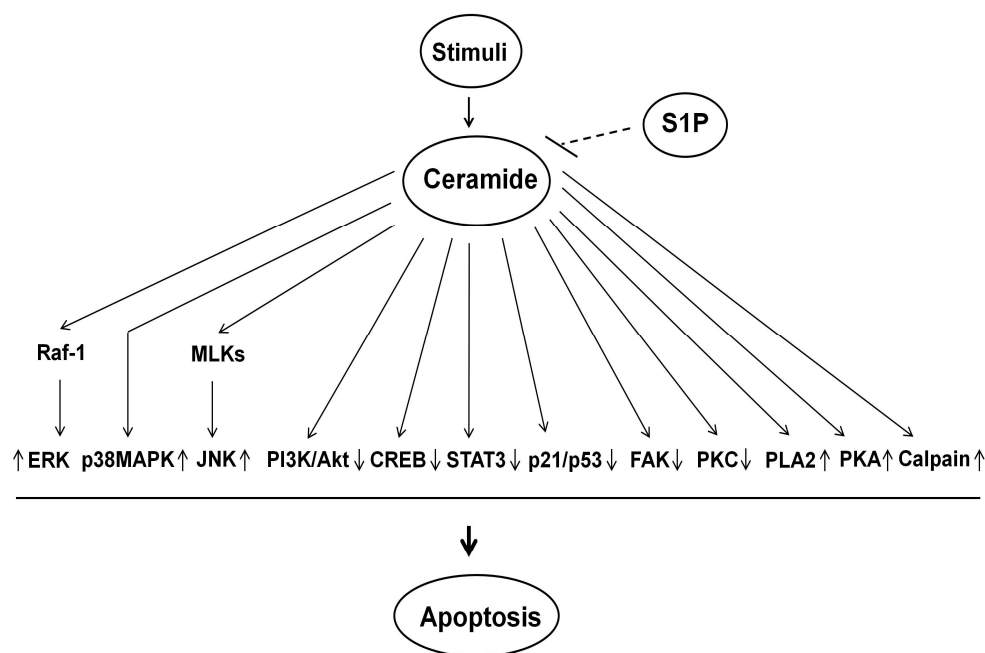 Stimuli
S1P
Ceramide
Raf-1
MLKs
↑ERK p38MAPK↑ JNK↑ PI3K/Akt↓ CREB↓ STAT3↓ p21/p53↓ FAK↓ PKC↓ PLA2↑ PKA↑ Calpain↑
Apoptosis